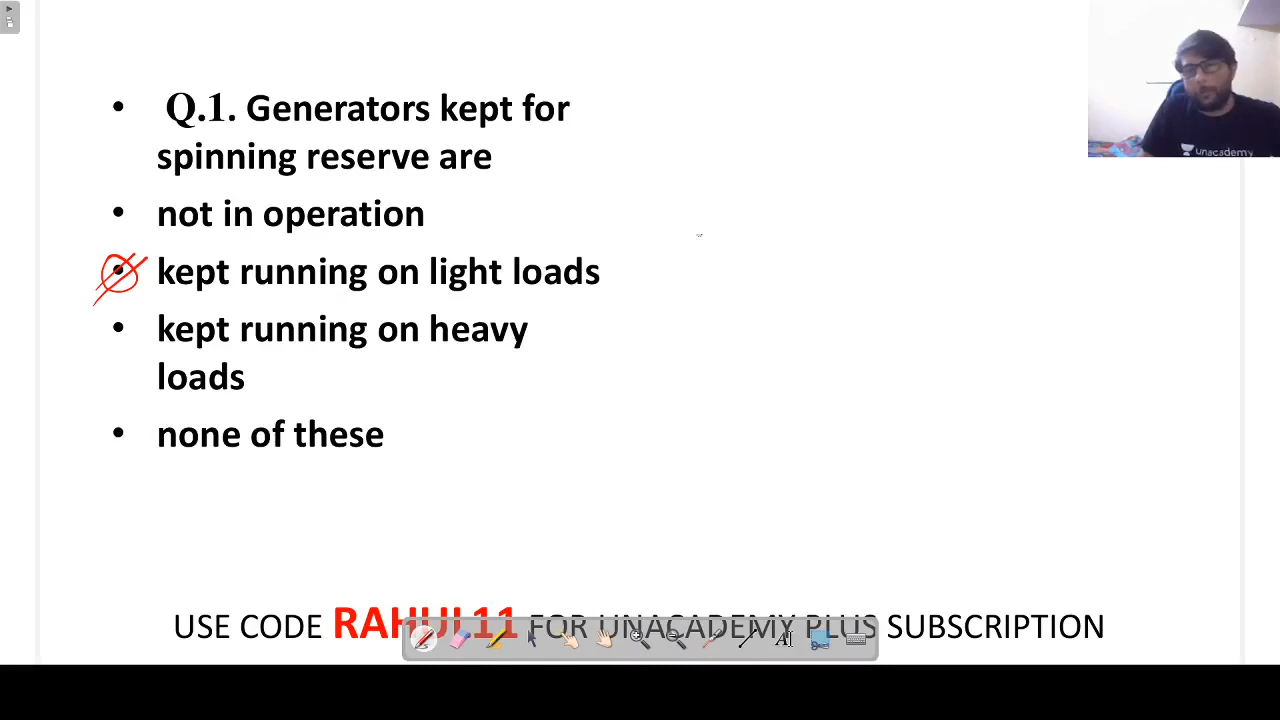 • Q.1. Generators kept for
spinning reserve are
• not in operation
• kept running on light loads
• kept running on heavy
loads
• none of these
unacademy
USE CODE RAHUL11 FOR UNACADEMY PLUS SUBSCRIPTION
A